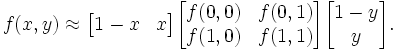 f(x,y) ≈ [1 − x  x] [f(0,0)  f(0,1); f(1,0)  f(1,1)] [1 − y; y].